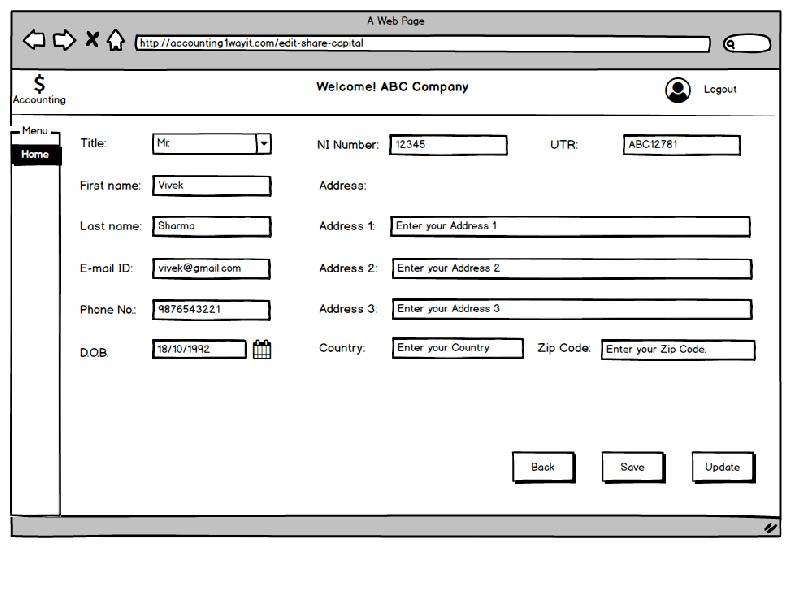 A Web Page
http://accounting1wayit.com/edit-share-capital
$
Accounting
Welcome! ABC Company
Logout
Menu
Home
Title: Mr. NI Number: 12345 UTR: ABC12781
First name: Vivek Address:
Last name: Sharma Address 1: Enter your Address 1
E-mail ID: vivek@gmail.com Address 2: Enter your Address 2
Phone No.: 9876543221 Address 3: Enter your Address 3
D.O.B. 18/10/1992 Country: Enter your Country Zip Code: Enter your Zip Code.
Back Save Update